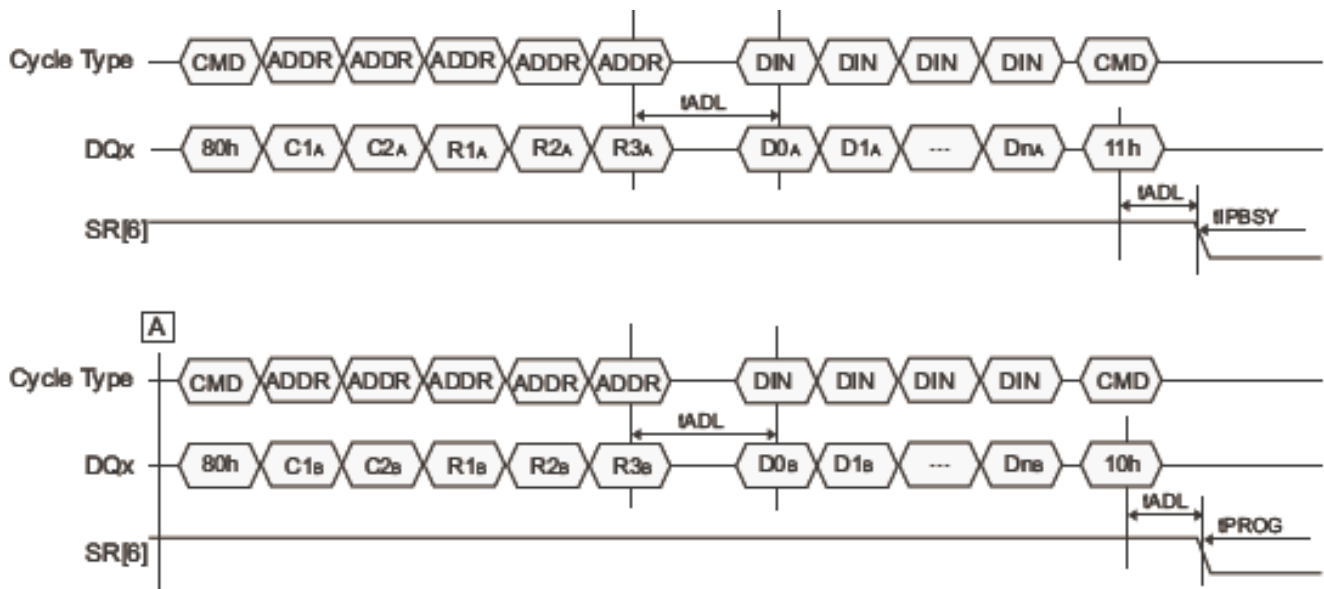 Cycle Type CMD ADDR ADDR ADDR ADDR ADDR DIN DIN DIN DIN CMD
tADL
DQx 80h C1A C2A R1A R2A R3A D0A D1A --- DnA 11h
tADL
SR[6] tIPBSY
A
Cycle Type CMD ADDR ADDR ADDR ADDR ADDR DIN DIN DIN DIN CMD
tADL
DQx 80h C1B C2B R1B R2B R3B D0B D1B --- DnB 10h
tADL
SR[6] tPROG